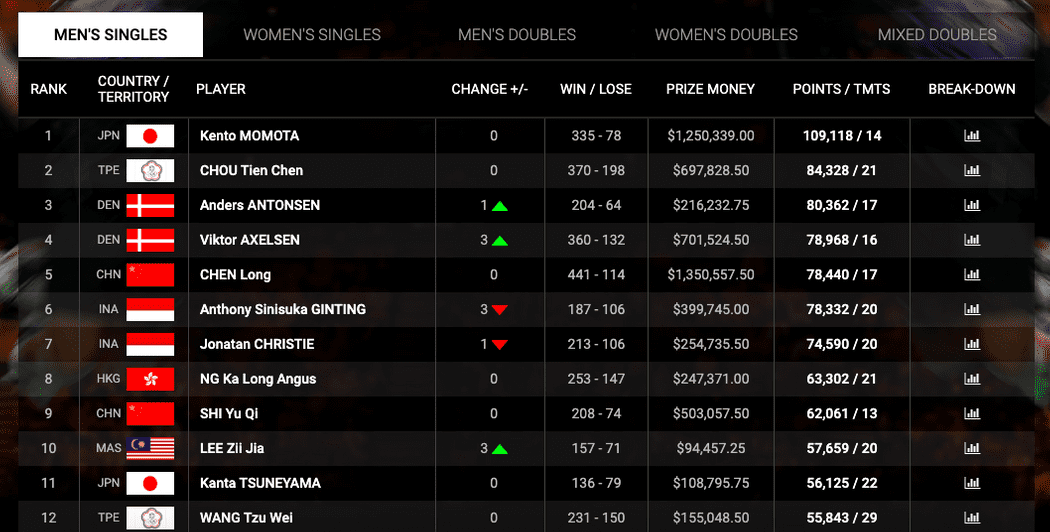 MEN'S SINGLES WOMEN'S SINGLES MEN'S DOUBLES WOMEN'S DOUBLES MIXED DOUBLES
RANK COUNTRY / TERRITORY PLAYER CHANGE +/- WIN / LOSE PRIZE MONEY POINTS / TMTS BREAK-DOWN
1 JPN Kento MOMOTA 0 335 - 78 $1,250,339.00 109,118 / 14
2 TPE CHOU Tien Chen 0 370 - 198 $697,828.50 84,328 / 21
3 DEN Anders ANTONSEN 1 204 - 64 $216,232.75 80,362 / 17
4 DEN Viktor AXELSEN 3 360 - 132 $701,524.50 78,968 / 16
5 CHN CHEN Long 0 441 - 114 $1,350,557.50 78,440 / 17
6 INA Anthony Sinisuka GINTING 3 187 - 106 $399,745.00 78,332 / 20
7 INA Jonatan CHRISTIE 1 213 - 106 $254,735.50 74,590 / 20
8 HKG NG Ka Long Angus 0 253 - 147 $247,371.00 63,302 / 21
9 CHN SHI Yu Qi 0 208 - 74 $503,057.50 62,061 / 13
10 MAS LEE Zii Jia 3 157 - 71 $94,457.25 57,659 / 20
11 JPN Kanta TSUNEYAMA 0 136 - 79 $108,795.75 56,125 / 22
12 TPE WANG Tzu Wei 0 231 - 150 $155,048.50 55,843 / 29